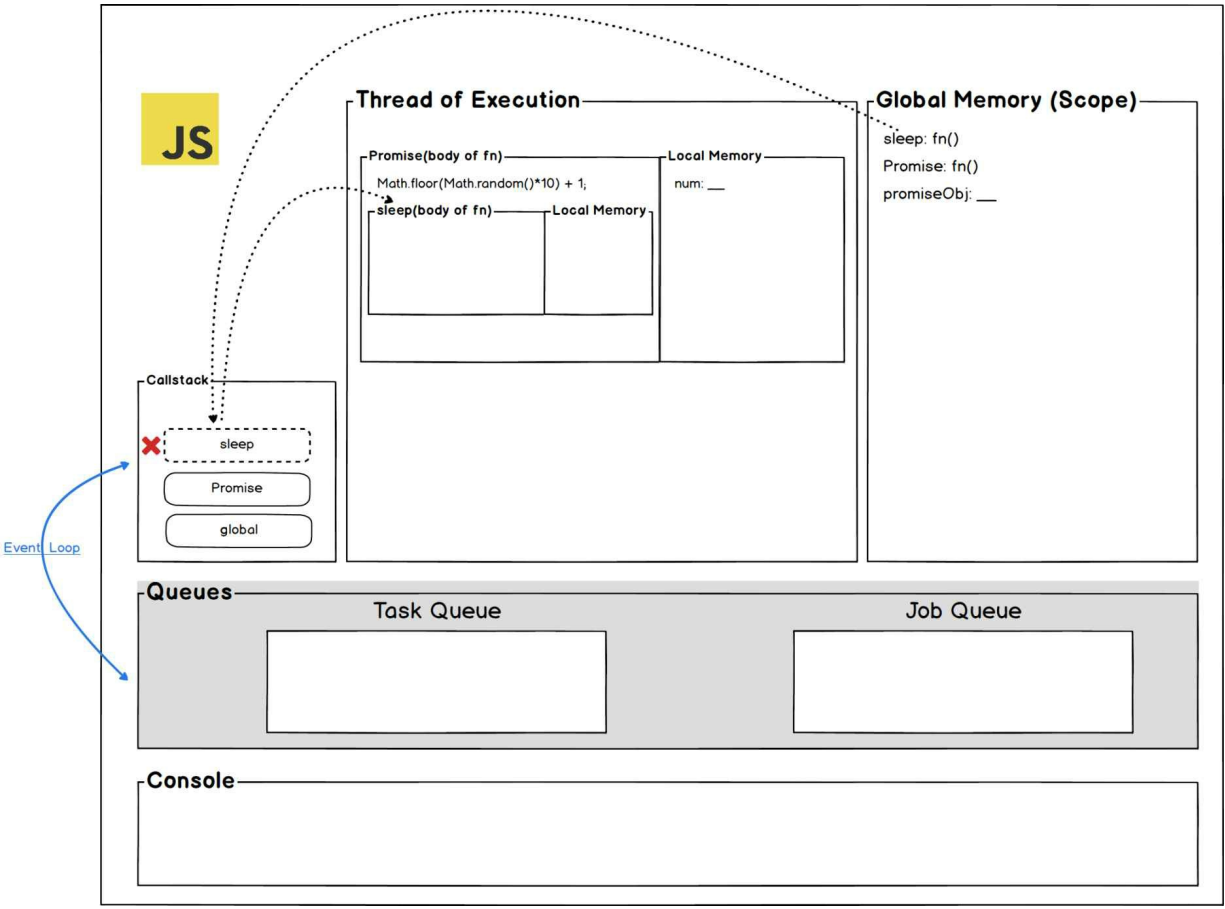 JS
Thread of Execution
Promise(body of fn)
Local Memory
Math.floor(Math.random()*10) + 1;
num: __
sleep(body of fn)
Local Memory
Global Memory (Scope)
sleep: fn()
Promise: fn()
promiseObj: __
Callstack
sleep
Promise
global
Event Loop
Queues
Task Queue
Job Queue
Console